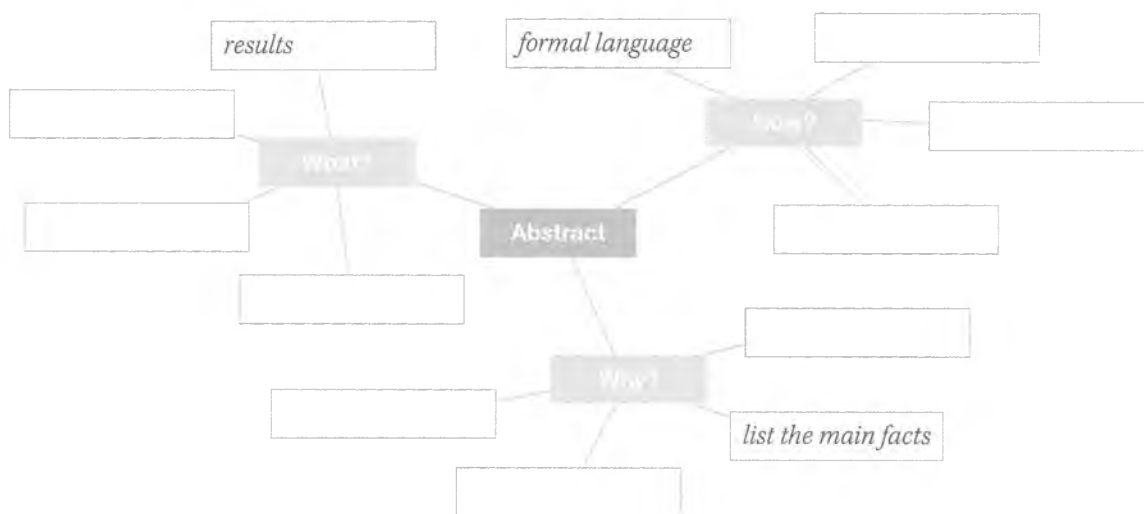 results
formal language
How?
What?
Abstract
Why?
list the main facts